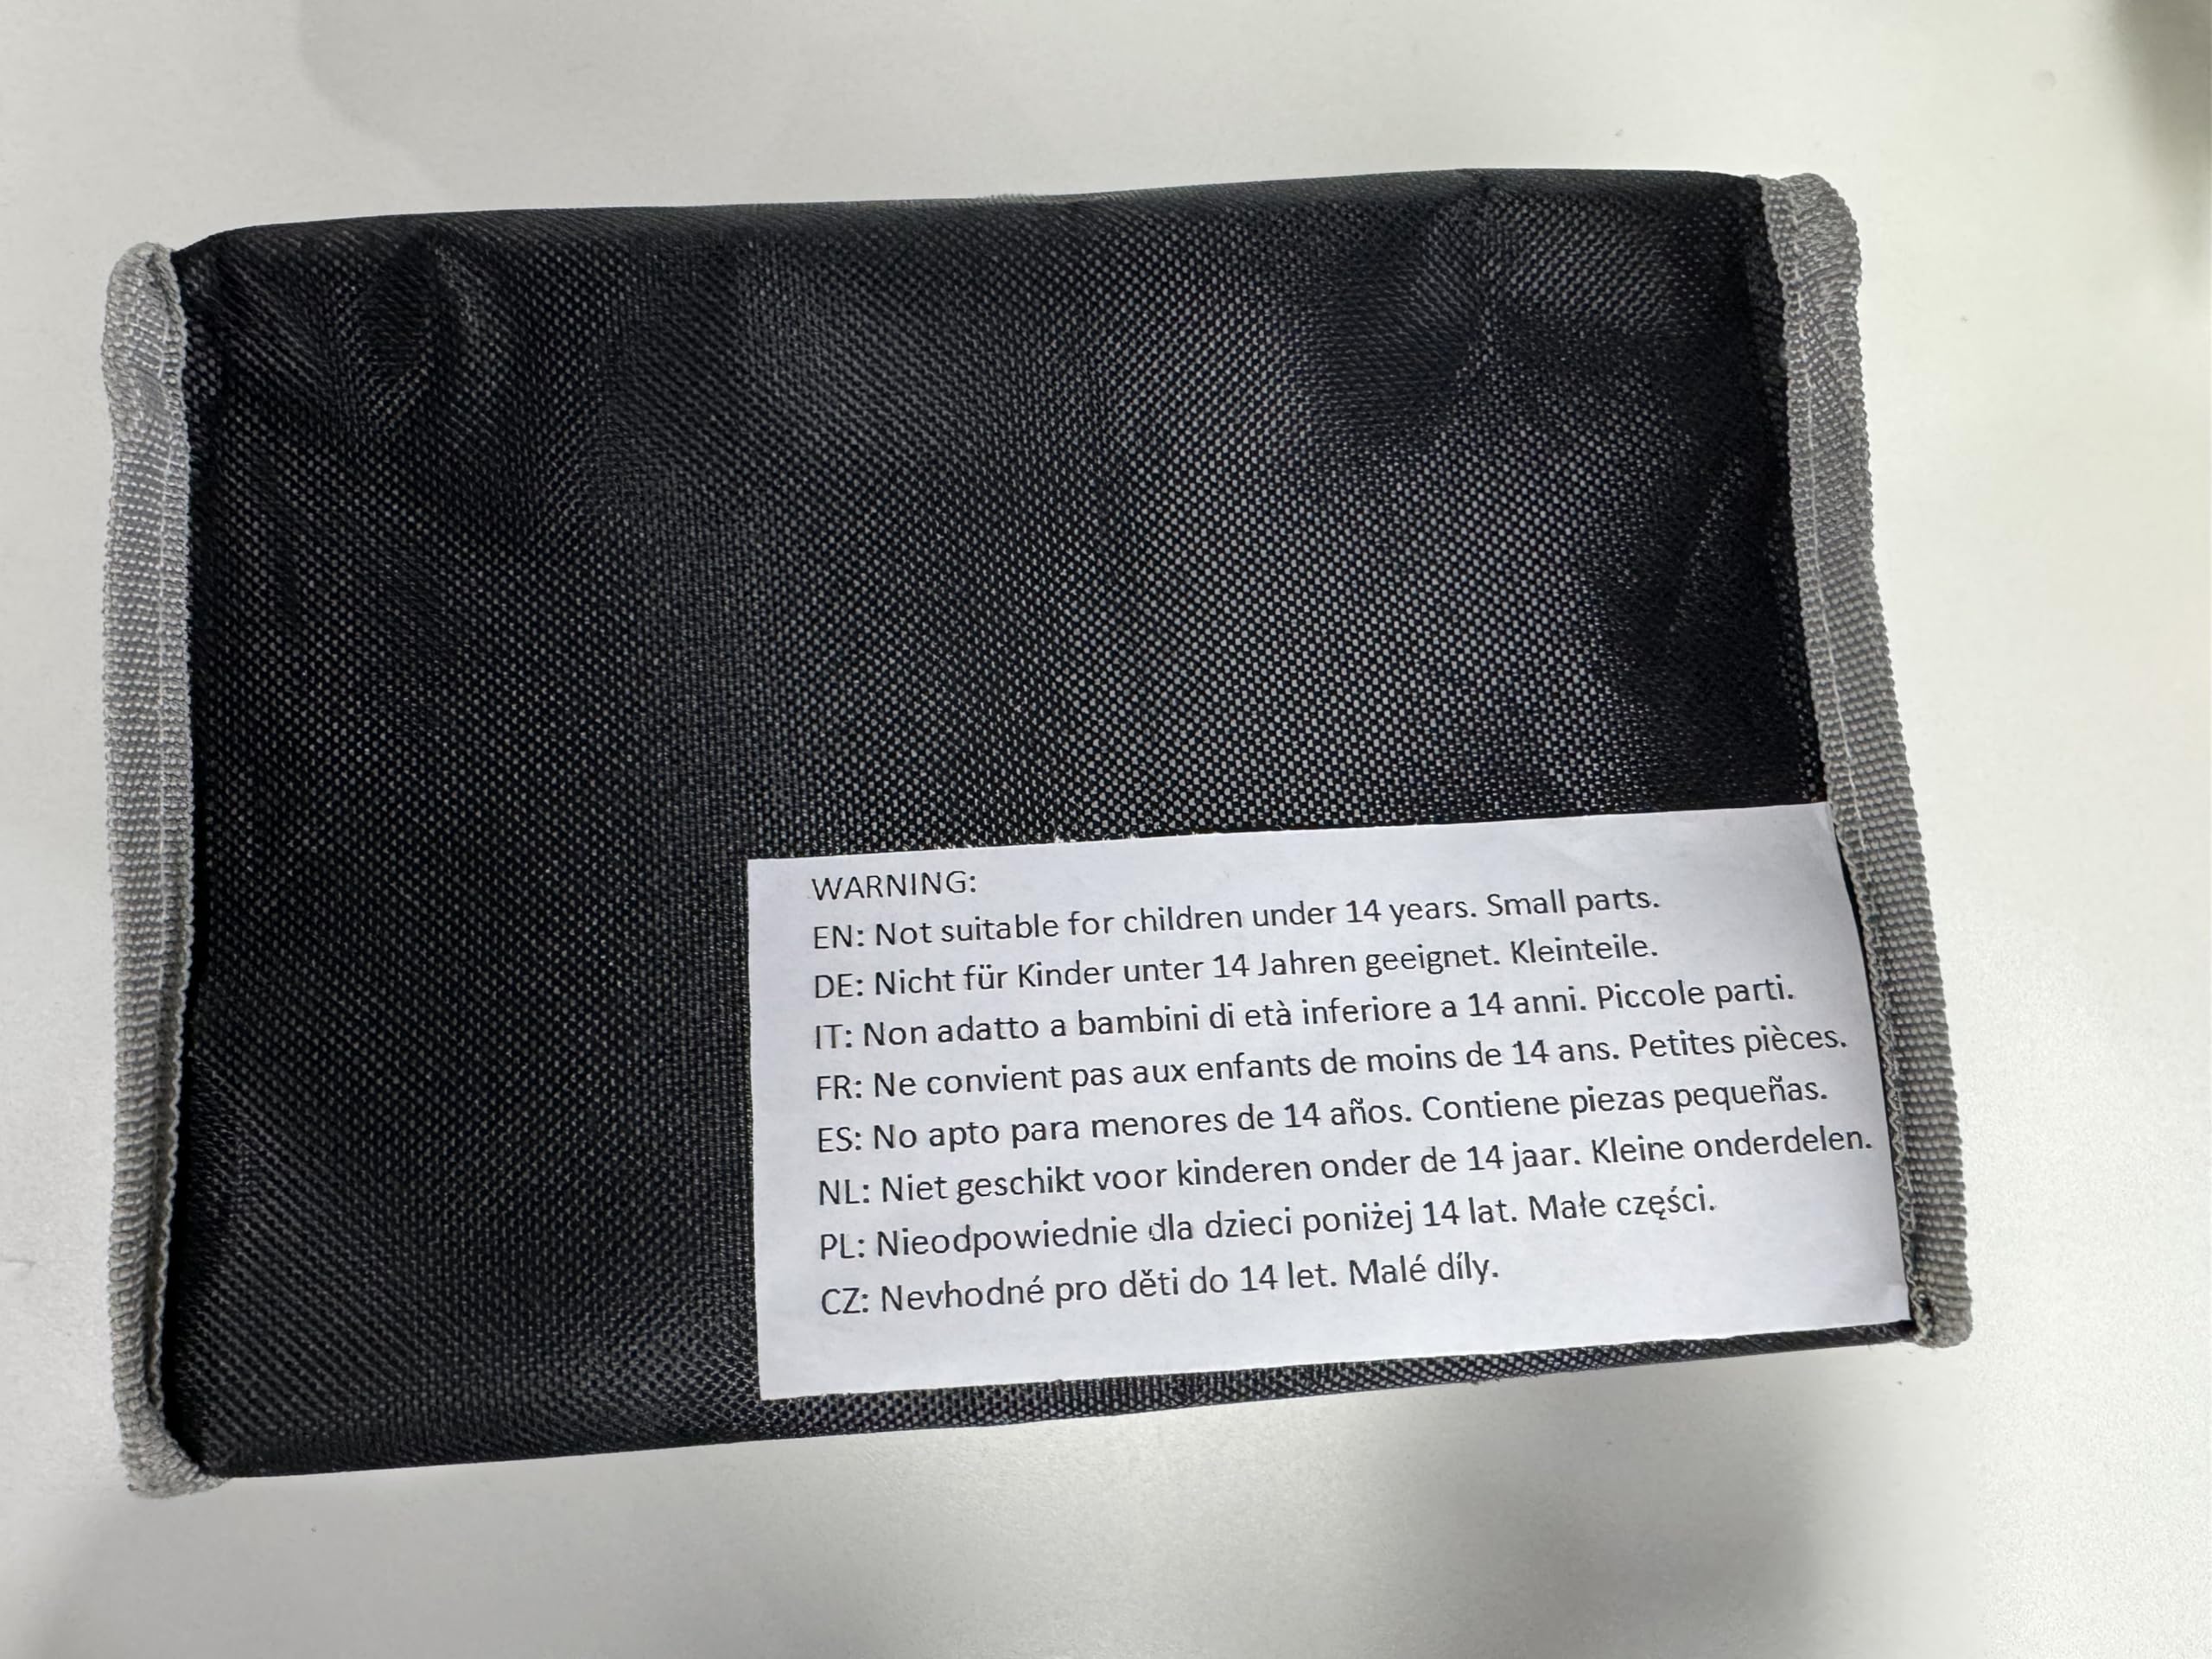 WARNING:
EN: Not suitable for children under 14 years. Small parts.
DE: Nicht für Kinder unter 14 Jahren geeignet. Kleinteile.
IT: Non adatto a bambini di età inferiore a 14 anni. Piccole parti.
FR: Ne convient pas aux enfants de moins de 14 ans. Petites pièces.
ES: No apto para menores de 14 años. Contiene piezas pequeñas.
NL: Niet geschikt voor kinderen onder de 14 jaar. Kleine onderdelen.
PL: Nieodpowiednie dla dzieci poniżej 14 lat. Małe części.
CZ: Nevhodné pro děti do 14 let. Malé díly.